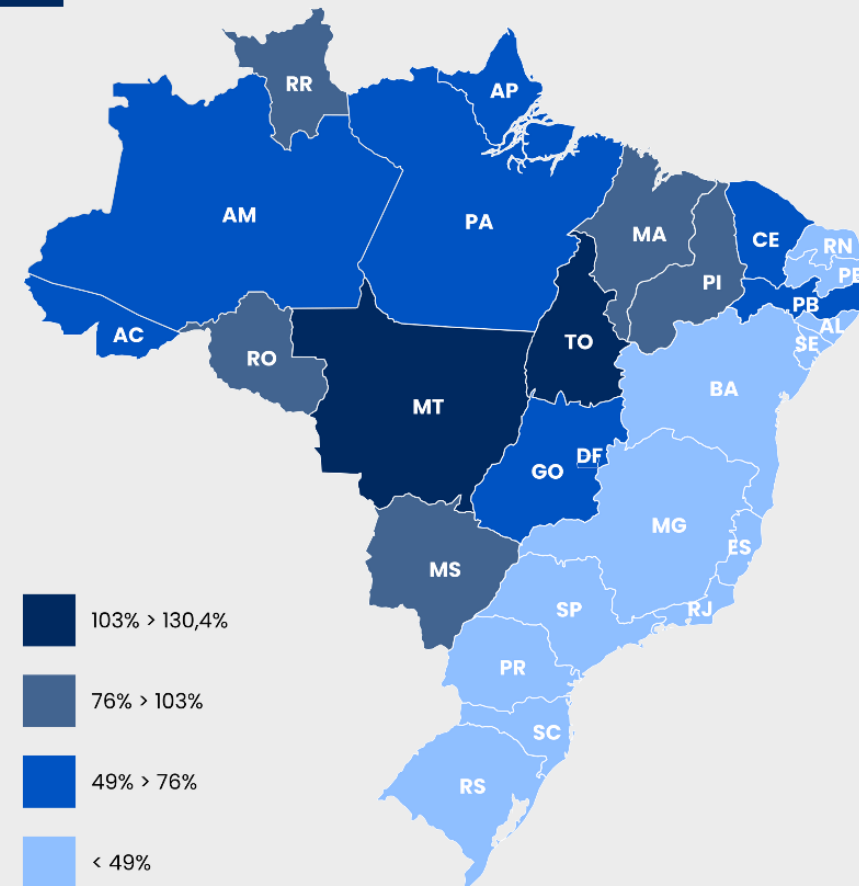 RR
AP
AM
PA
MA
CE
RN
PI
PB
AC
AL
TO
SE
RO
BA
MT
DF
GO
MG
ES
MS
SP
RJ
PR
SC
RS
103% > 130,4%
76% > 103%
49% > 76%
< 49%